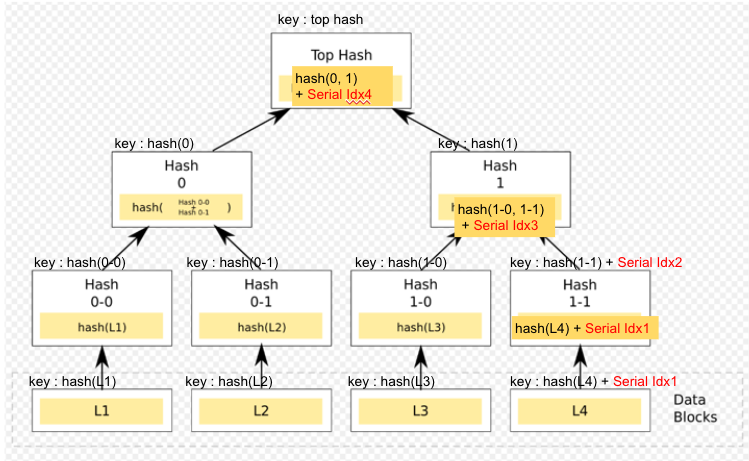 key : top hash
Top Hash
hash(0, 1)
+ Serial Idx4
key : hash(0)
key : hash(1)
Hash
0
Hash
1
hash( Hash 0-0 + Hash 0-1 )
hash(1-0, 1-1)
+ Serial Idx3
key : hash(0-0)
key : hash(0-1)
key : hash(1-0)
key : hash(1-1) + Serial Idx2
Hash
0-0
Hash
0-1
Hash
1-0
Hash
1-1
hash(L1)
hash(L2)
hash(L3)
hash(L4) + Serial Idx1
key : hash(L1)
key : hash(L2)
key : hash(L3)
key : hash(L4) + Serial Idx1
L1
L2
L3
L4
Data
Blocks